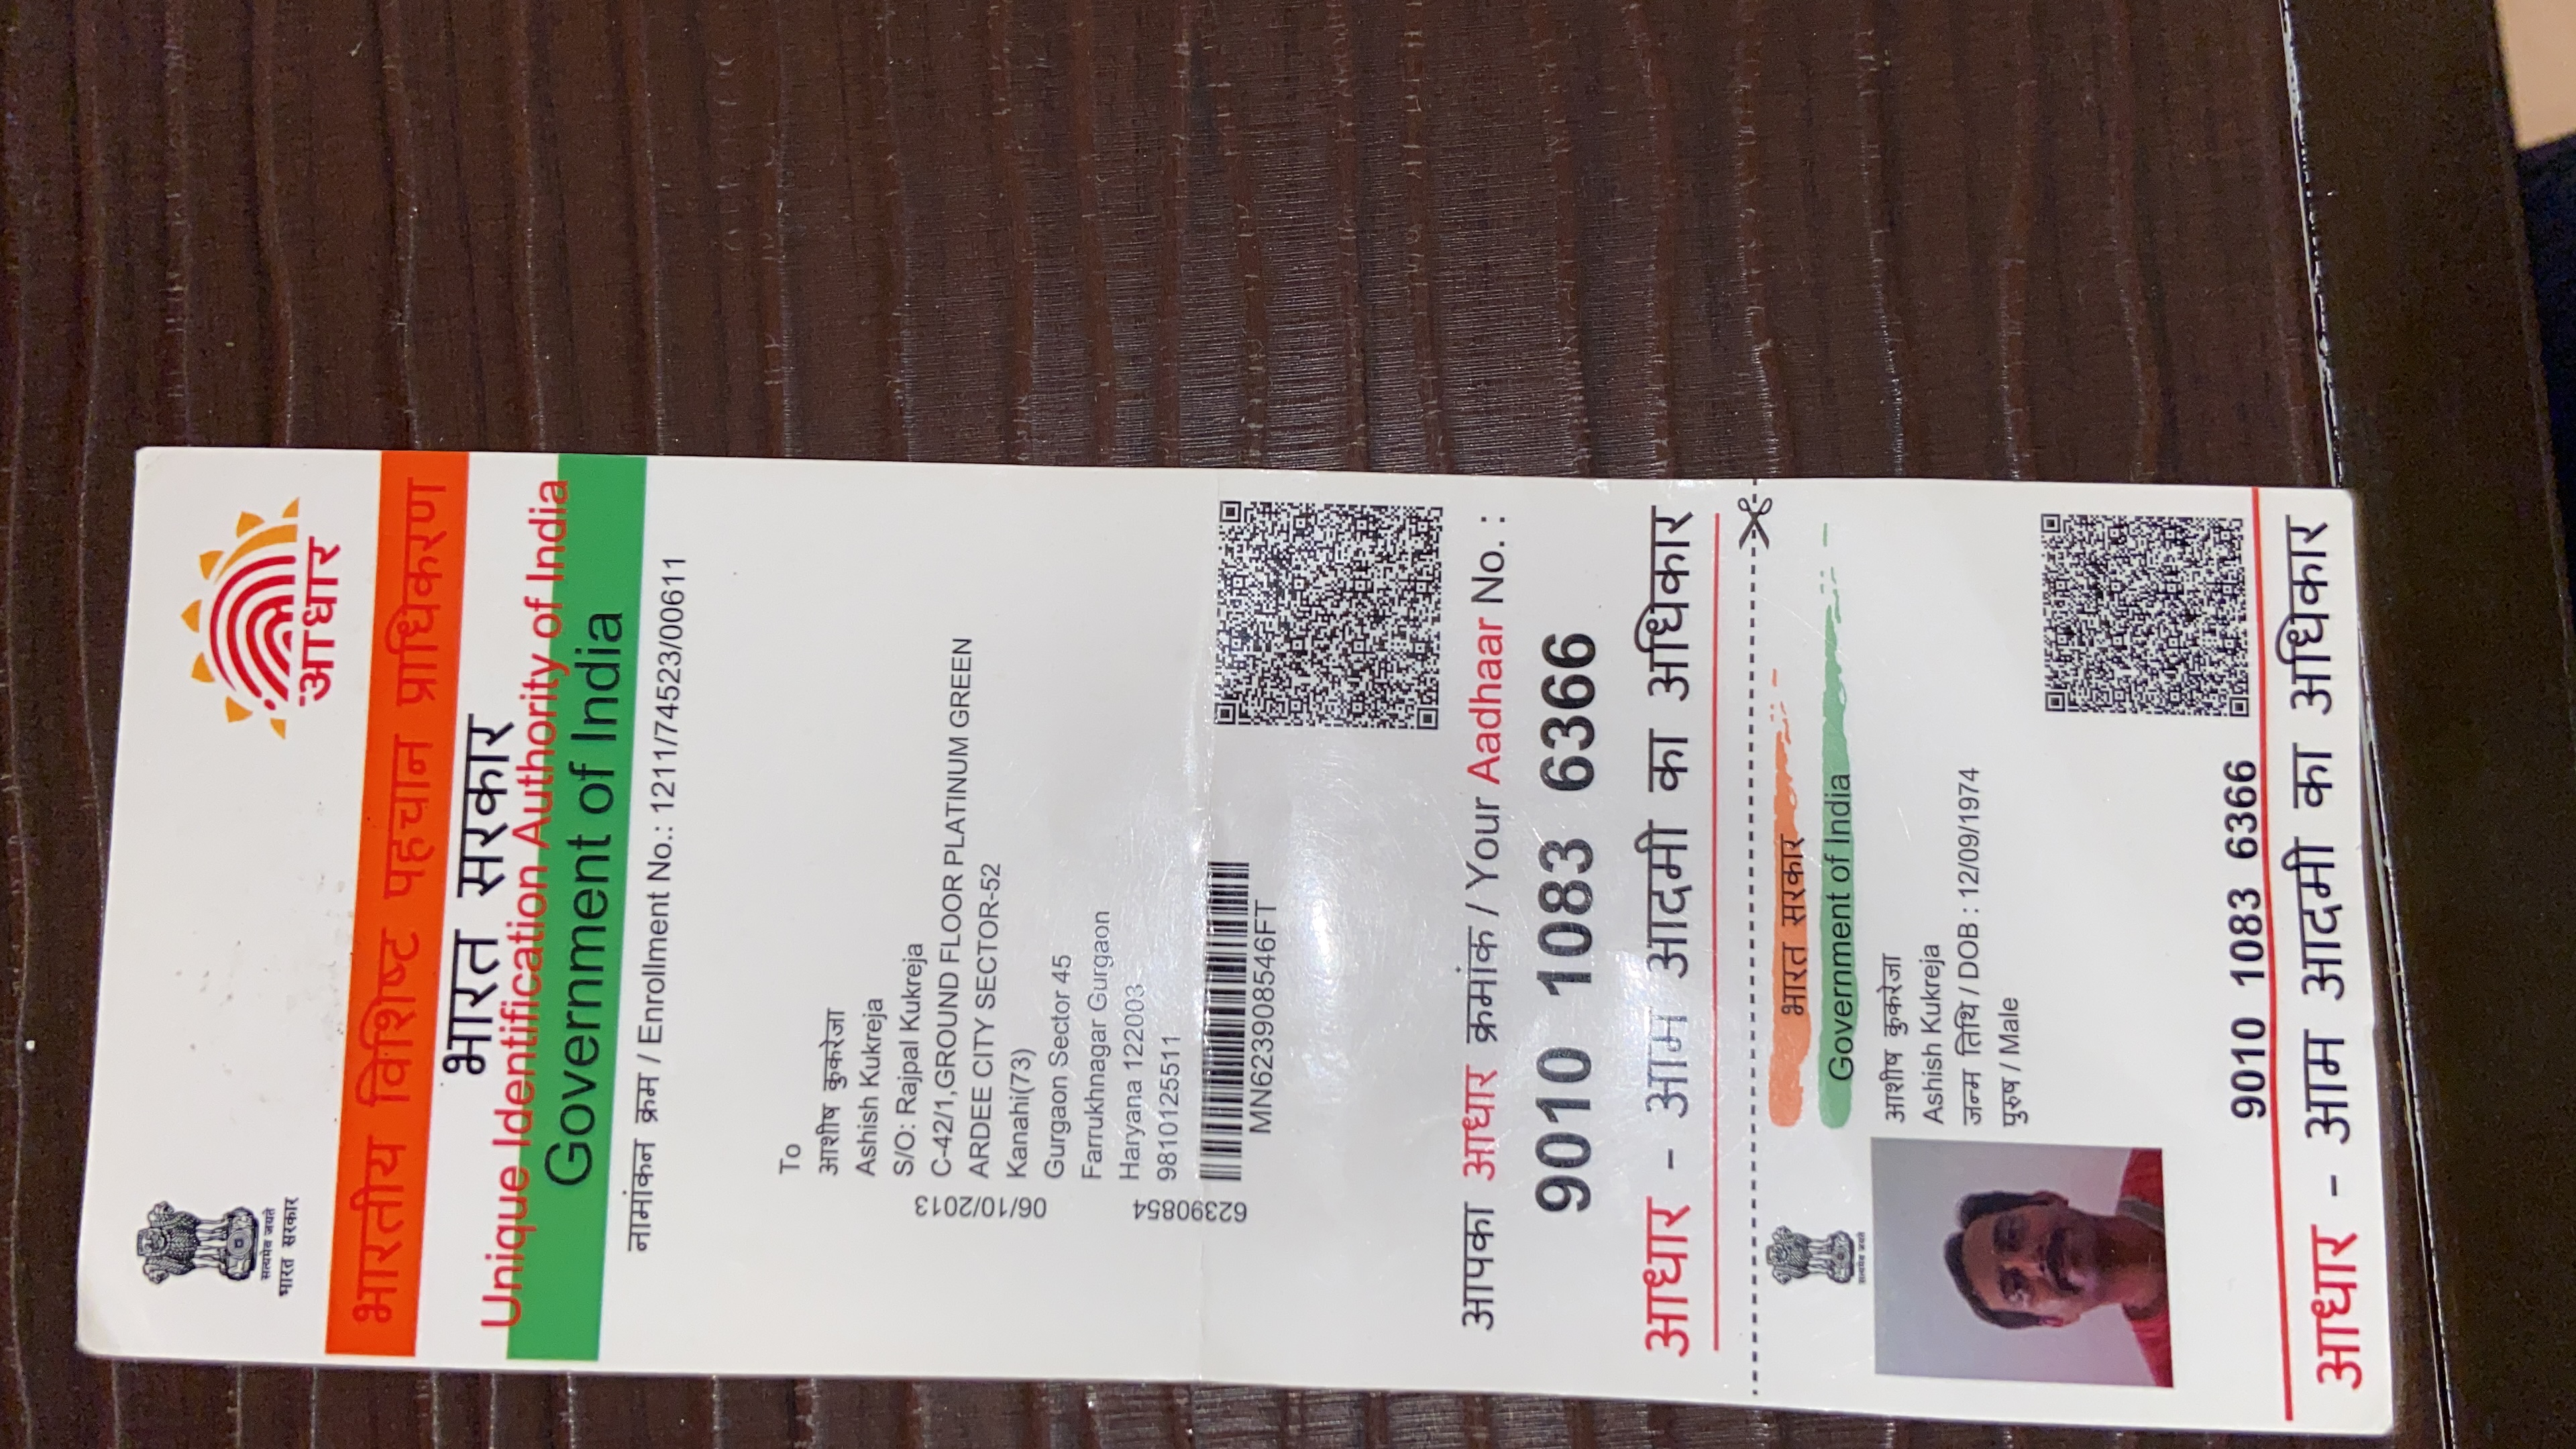 सत्यमेव जयते
भारत सरकार
आधार
भारतीय विशिष्ट पहचान प्राधिकरण
भारत सरकार
Unique Identification Authority of India
Government of India
नामांकन क्रम / Enrollment No.: 1211/74523/00611
To
आशीष कुकरेजा
Ashish Kukreja
S/O: Rajpal Kukreja
C-42/1,GROUND FLOOR PLATINUM GREEN
ARDEE CITY SECTOR-52
Kanahi(73)
Gurgaon Sector 45
Farrukhnagar Gurgaon
Haryana 122003
9810125511
06/10/2013
62390854
MN623908546FT
आपका आधार क्रमांक / Your Aadhaar No. :
9010 1083 6366
आधार - आम आदमी का अधिकार
सत्यमेव जयते
भारत सरकार
Government of India
आशीष कुकरेजा
Ashish Kukreja
जन्म तिथि / DOB : 12/09/1974
पुरुष / Male
9010 1083 6366
आधार - आम आदमी का अधिकार